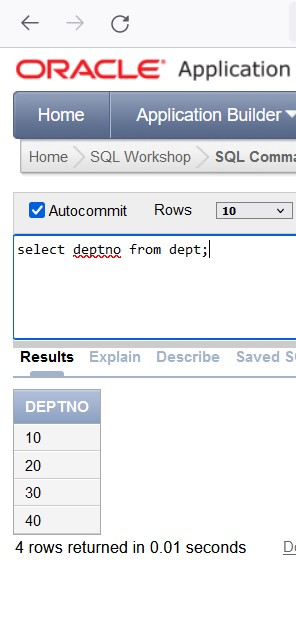 ORACLE Application
Home Application Builder
Home SQL Workshop SQL Comma
Autocommit Rows 10
select deptno from dept;
Results Explain Describe Saved S
DEPTNO
10
20
30
40
4 rows returned in 0.01 seconds D